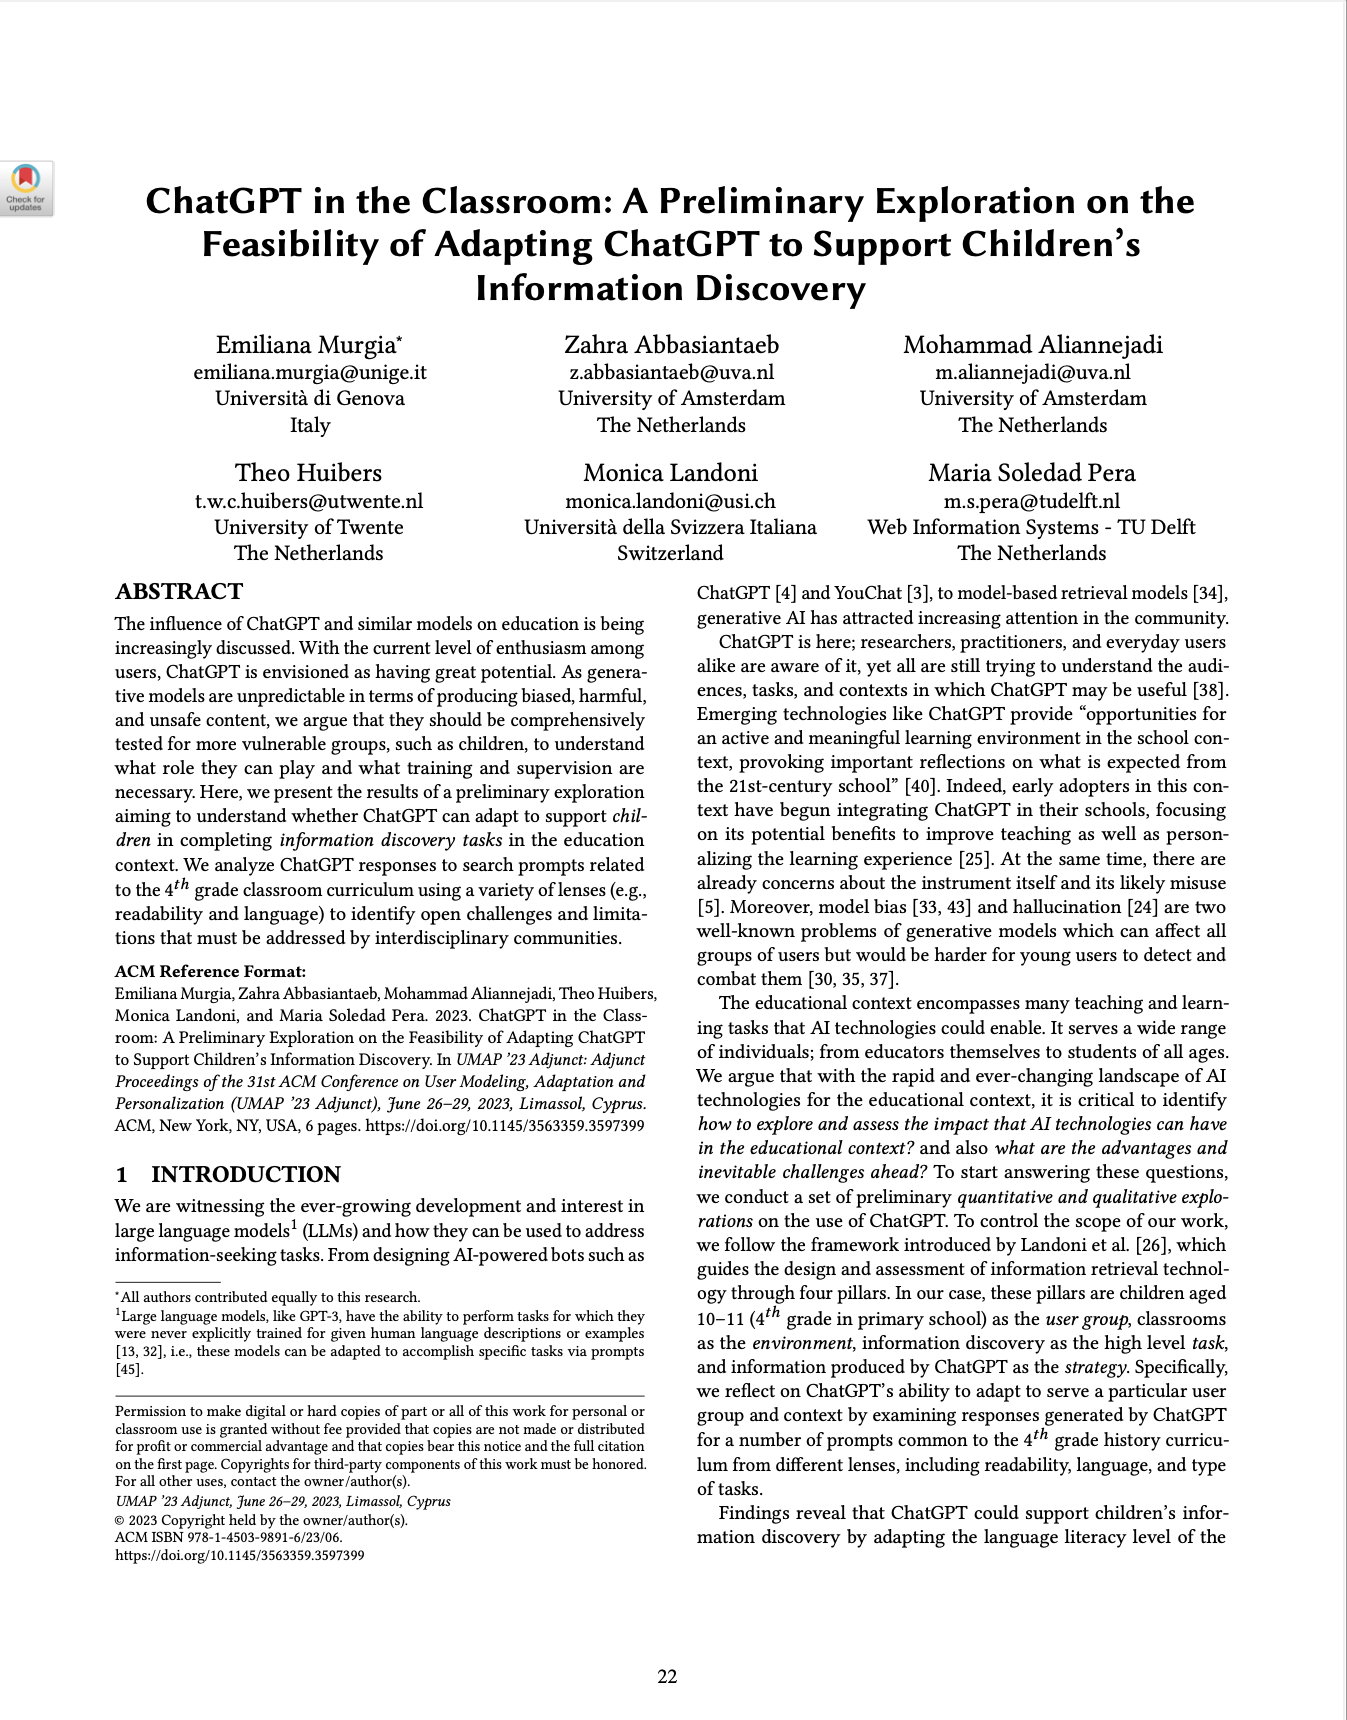 Check for
updates
ChatGPT in the Classroom: A Preliminary Exploration on the
Feasibility of Adapting ChatGPT to Support Children's
Information Discovery
Emiliana Murgia*
emiliana.murgia@unige.it
Università di Genova
Italy
Zahra Abbasiantaeb
z.abbasiantaeb@uva.nl
University of Amsterdam
The Netherlands
Mohammad Aliannejadi
m.aliannejadi@uva.nl
University of Amsterdam
The Netherlands
Theo Huibers
t.w.c.huibers@utwente.nl
University of Twente
The Netherlands
Monica Landoni
monica.landoni@usi.ch
Università della Svizzera Italiana
Switzerland
Maria Soledad Pera
m.s.pera@tudelft.nl
Web Information Systems - TU Delft
The Netherlands
ABSTRACT
The influence of ChatGPT and similar models on education is being
increasingly discussed. With the current level of enthusiasm among
users, ChatGPT is envisioned as having great potential. As genera-
tive models are unpredictable in terms of producing biased, harmful,
and unsafe content, we argue that they should be comprehensively
tested for more vulnerable groups, such as children, to understand
what role they can play and what training and supervision are
necessary. Here, we present the results of a preliminary exploration
aiming to understand whether ChatGPT can adapt to support chil-
dren in completing information discovery tasks in the education
context. We analyze ChatGPT responses to search prompts related
to the 4th grade classroom curriculum using a variety of lenses (e.g.,
readability and language) to identify open challenges and limita-
tions that must be addressed by interdisciplinary communities.
ACM Reference Format:
Emiliana Murgia, Zahra Abbasiantaeb, Mohammad Aliannejadi, Theo Huibers,
Monica Landoni, and Maria Soledad Pera. 2023. ChatGPT in the Class-
room: A Preliminary Exploration on the Feasibility of Adapting ChatGPT
to Support Children's Information Discovery. In UMAP '23 Adjunct: Adjunct
Proceedings of the 31st ACM Conference on User Modeling, Adaptation and
Personalization (UMAP '23 Adjunct), June 26–29, 2023, Limassol, Cyprus.
ACM, New York, NY, USA, 6 pages. https://doi.org/10.1145/3563359.3597399
1 INTRODUCTION
We are witnessing the ever-growing development and interest in
large language models1 (LLMs) and how they can be used to address
information-seeking tasks. From designing AI-powered bots such as
*All authors contributed equally to this research.
1Large language models, like GPT-3, have the ability to perform tasks for which they
were never explicitly trained for given human language descriptions or examples
[13, 32], i.e., these models can be adapted to accomplish specific tasks via prompts
[45].
Permission to make digital or hard copies of part or all of this work for personal or
classroom use is granted without fee provided that copies are not made or distributed
for profit or commercial advantage and that copies bear this notice and the full citation
on the first page. Copyrights for third-party components of this work must be honored.
For all other uses, contact the owner/author(s).
UMAP '23 Adjunct, June 26–29, 2023, Limassol, Cyprus
© 2023 Copyright held by the owner/author(s).
ACM ISBN 978-1-4503-9891-6/23/06.
https://doi.org/10.1145/3563359.3597399
ChatGPT [4] and YouChat [3], to model-based retrieval models [34],
generative AI has attracted increasing attention in the community.
ChatGPT is here; researchers, practitioners, and everyday users
alike are aware of it, yet all are still trying to understand the audi-
ences, tasks, and contexts in which ChatGPT may be useful [38].
Emerging technologies like ChatGPT provide “opportunities for
an active and meaningful learning environment in the school con-
text, provoking important reflections on what is expected from
the 21st-century school” [40]. Indeed, early adopters in this con-
text have begun integrating ChatGPT in their schools, focusing
on its potential benefits to improve teaching as well as person-
alizing the learning experience [25]. At the same time, there are
already concerns about the instrument itself and its likely misuse
[5]. Moreover, model bias [33, 43] and hallucination [24] are two
well-known problems of generative models which can affect all
groups of users but would be harder for young users to detect and
combat them [30, 35, 37].
The educational context encompasses many teaching and learn-
ing tasks that AI technologies could enable. It serves a wide range
of individuals; from educators themselves to students of all ages.
We argue that with the rapid and ever-changing landscape of AI
technologies for the educational context, it is critical to identify
how to explore and assess the impact that AI technologies can have
in the educational context? and also what are the advantages and
inevitable challenges ahead? To start answering these questions,
we conduct a set of preliminary quantitative and qualitative explo-
rations on the use of ChatGPT. To control the scope of our work,
we follow the framework introduced by Landoni et al. [26], which
guides the design and assessment of information retrieval technol-
ogy through four pillars. In our case, these pillars are children aged
10–11 (4th grade in primary school) as the user group, classrooms
as the environment, information discovery as the high level task,
and information produced by ChatGPT as the strategy. Specifically,
we reflect on ChatGPT's ability to adapt to serve a particular user
group and context by examining responses generated by ChatGPT
for a number of prompts common to the 4th grade history curricu-
lum from different lenses, including readability, language, and type
of tasks.
Findings reveal that ChatGPT could support children's infor-
mation discovery by adapting the language literacy level of the
22